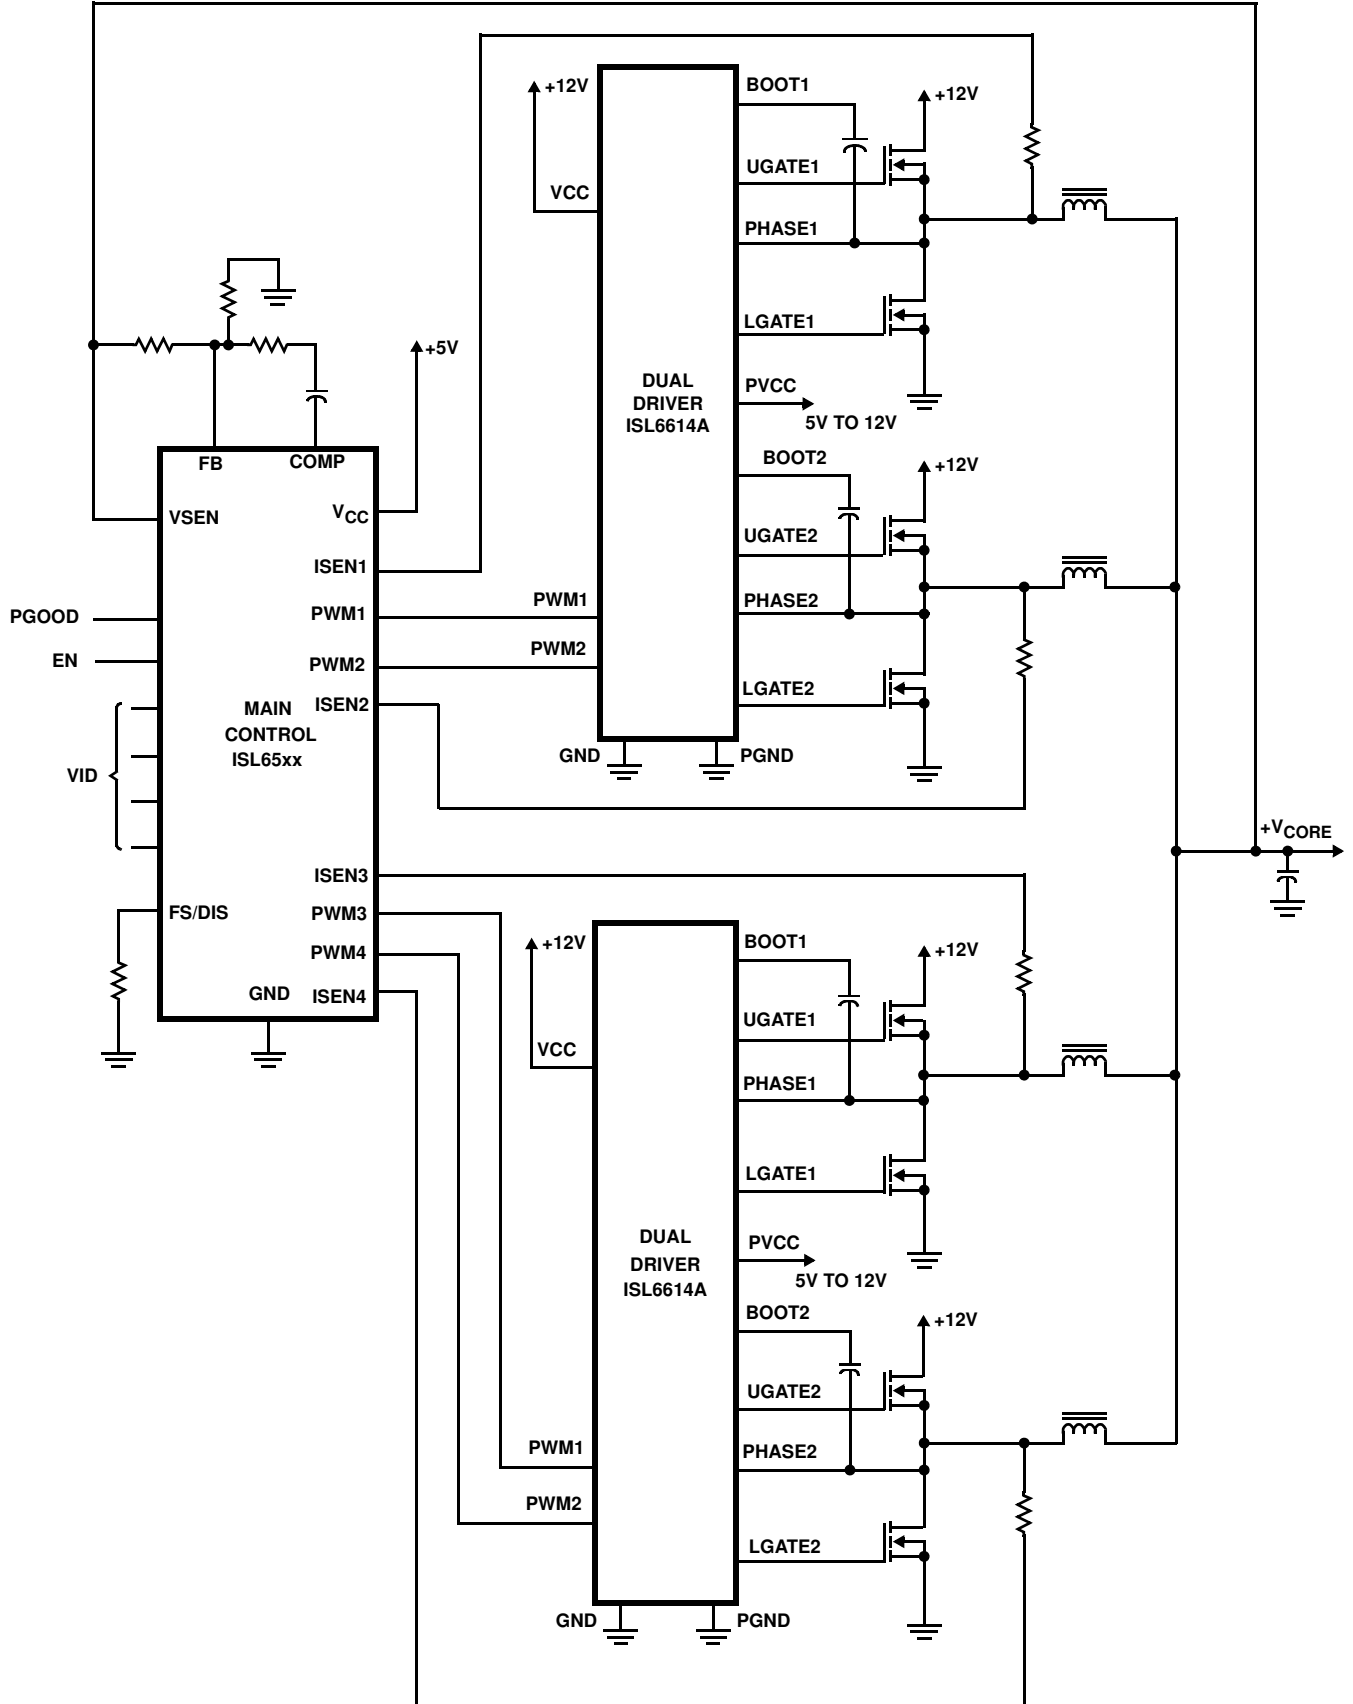 +12V
BOOT1
+12V
UGATE1
VCC
PHASE1
LGATE1
+5V
DUAL
DRIVER
ISL6614A
PVCC
5V TO 12V
BOOT2
+12V
UGATE2
PHASE2
LGATE2
GND
PGND
FB
COMP
VSEN
VCC
ISEN1
PGOOD
PWM1
PWM1
EN
PWM2
PWM2
ISEN2
MAIN
CONTROL
ISL65xx
VID
+VCORE
ISEN3
FS/DIS
PWM3
PWM4
GND
ISEN4
+12V
BOOT1
+12V
UGATE1
VCC
PHASE1
LGATE1
DUAL
DRIVER
ISL6614A
PVCC
5V TO 12V
BOOT2
+12V
UGATE2
PWM1
PHASE2
PWM2
LGATE2
GND
PGND